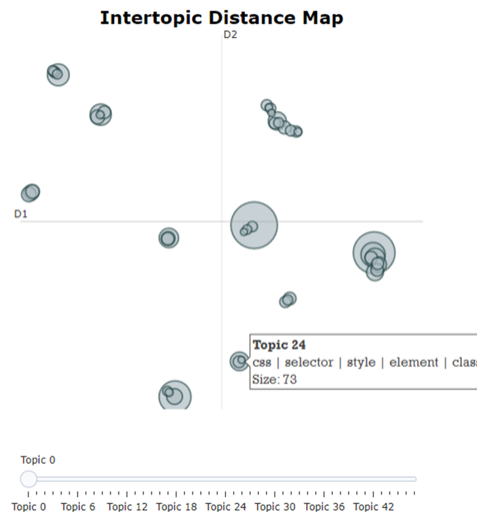 Intertopic Distance Map
D2
D1
Topic 24
css | selector | style | element | clas
Size: 73
Topic 0
Topic 0 Topic 6 Topic 12 Topic 18 Topic 24 Topic 30 Topic 36 Topic 42